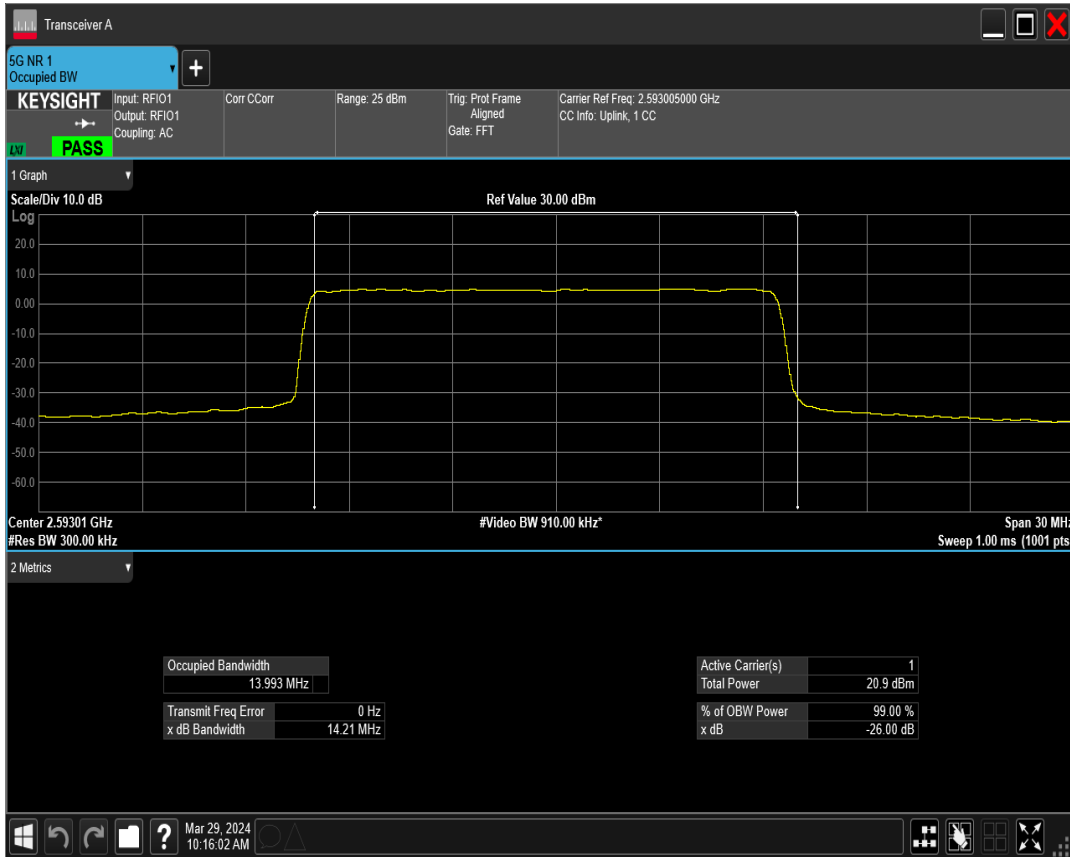 Transceiver A
5G NR 1
Occupied BW
KEYSIGHT
LXI
PASS
Input: RFIO1
Output: RFIO1
Coupling: AC
Corr CCorr
Range: 25 dBm
Trig: Prot Frame
Aligned
Gate: FFT
Carrier Ref Freq: 2.593005000 GHz
CC Info: Uplink, 1 CC
1 Graph
Scale/Div 10.0 dB
Ref Value 30.00 dBm
Log
20.0
10.0
0.00
-10.0
-20.0
-30.0
-40.0
-50.0
-60.0
Center 2.59301 GHz
#Video BW 910.00 kHz*
Span 30 MHz
#Res BW 300.00 kHz
Sweep 1.00 ms (1001 pts
2 Metrics
Occupied Bandwidth
13.993 MHz
Transmit Freq Error 0 Hz
x dB Bandwidth 14.21 MHz
Active Carrier(s) 1
Total Power 20.9 dBm
% of OBW Power 99.00 %
x dB -26.00 dB
?
Mar 29, 2024
10:16:02 AM